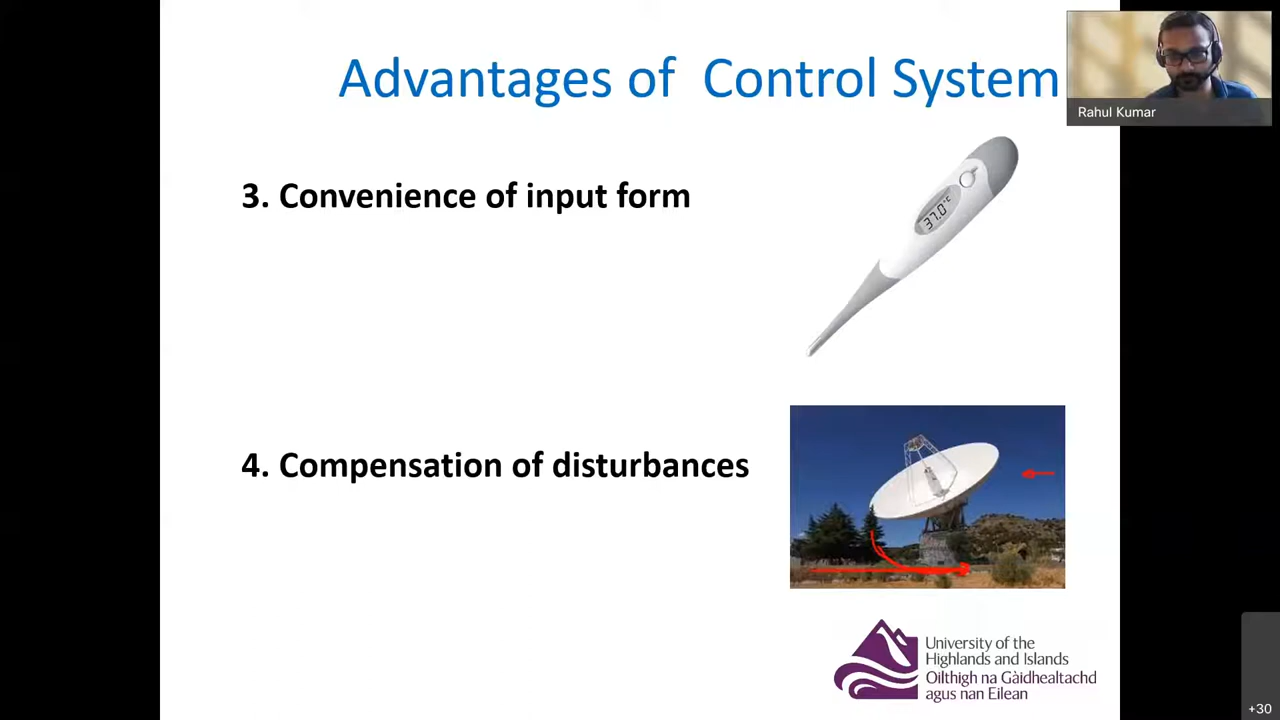 Advantages of Control System
Rahul Kumar
3. Convenience of input form
37.0°C
4. Compensation of disturbances
University of the
Highlands and Islands
Oilthigh na Gàidhealtachd
agus nan Eilean
+30